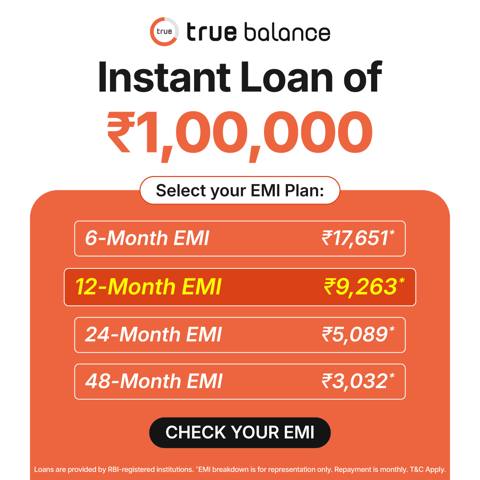 true true balance
Instant Loan of
₹1,00,000
Select your EMI Plan:
6-Month EMI ₹17,651*
12-Month EMI ₹9,263*
24-Month EMI ₹5,089*
48-Month EMI ₹3,032*
CHECK YOUR EMI
Loans are provided by RBI-registered institutions. *EMI breakdown is for representation only. Repayment is monthly. T&C Apply.